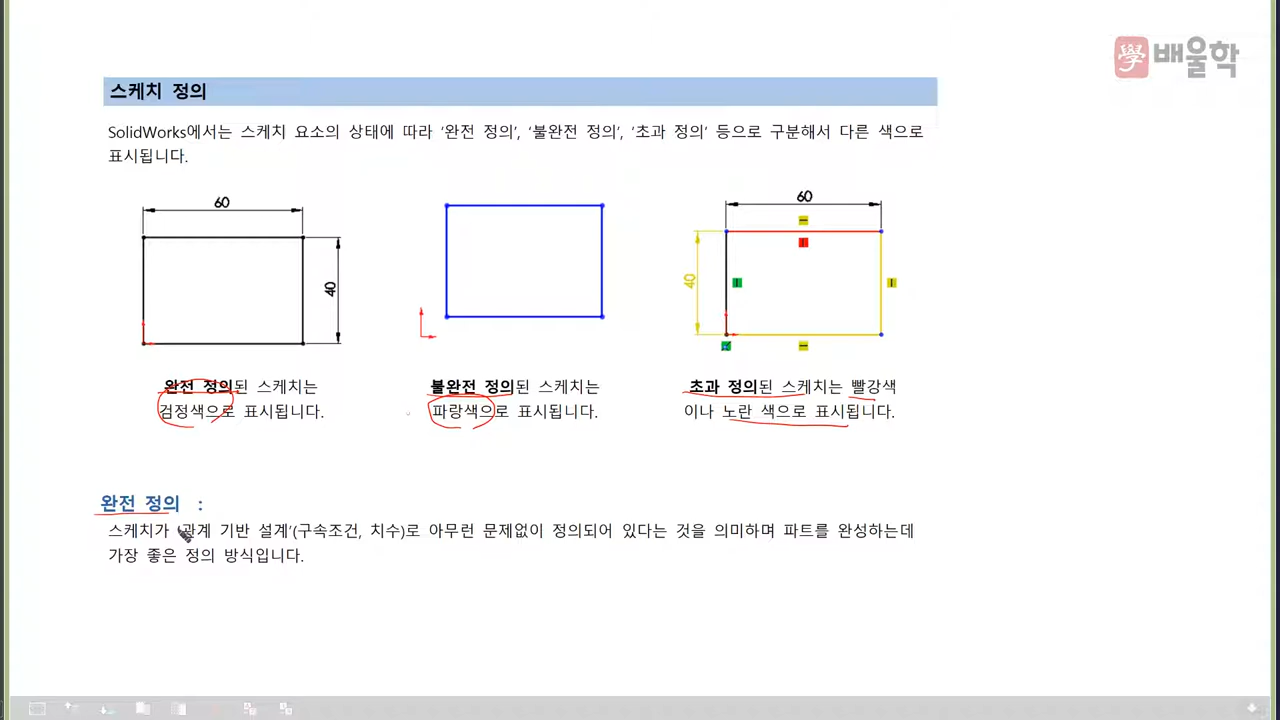 學 배울학
스케치 정의
SolidWorks에서는 스케치 요소의 상태에 따라 ‘완전 정의’, ‘불완전 정의’, ‘초과 정의’ 등으로 구분해서 다른 색으로
표시됩니다.
60
40
60
40
완전 정의된 스케치는
검정색으로 표시됩니다.
불완전 정의된 스케치는
파랑색으로 표시됩니다.
초과 정의된 스케치는 빨강색
이나 노란 색으로 표시됩니다.
완전 정의 :
스케치가 ‘관계 기반 설계’(구속조건, 치수)로 아무런 문제없이 정의되어 있다는 것을 의미하며 파트를 완성하는데
가장 좋은 정의 방식입니다.